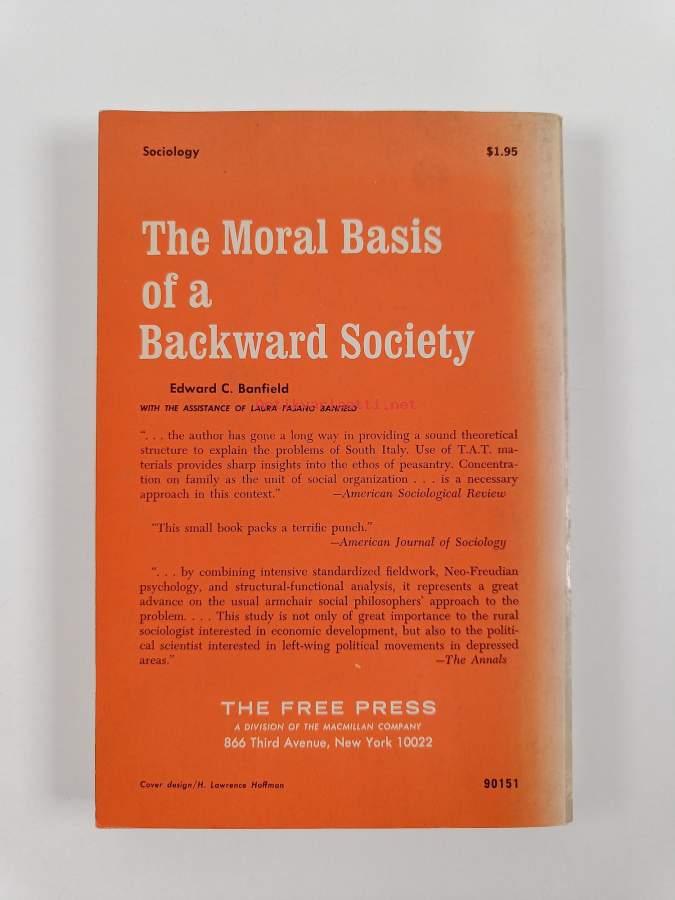 Sociology $1.95
The Moral Basis
of a
Backward Society
Edward C. Banfield
WITH THE ASSISTANCE OF LAURA FASANO BANFIELD
antikvariaatti.net
". . . the author has gone a long way in providing a sound theoretical
structure to explain the problems of South Italy. Use of T.A.T. ma-
terials provides sharp insights into the ethos of peasantry. Concentra-
tion on family as the unit of social organization . . . is a necessary
approach in this context." —American Sociological Review
"This small book packs a terrific punch."
—American Journal of Sociology
". . . by combining intensive standardized fieldwork, Neo-Freudian
psychology, and structural-functional analysis, it represents a great
advance on the usual armchair social philosophers' approach to the
problem. . . . This study is not only of great importance to the rural
sociologist interested in economic development, but also to the politi-
cal scientist interested in left-wing political movements in depressed
areas." —The Annals
THE FREE PRESS
A DIVISION OF THE MACMILLAN COMPANY
866 Third Avenue, New York 10022
Cover design/H. Lawrence Hoffman 90151